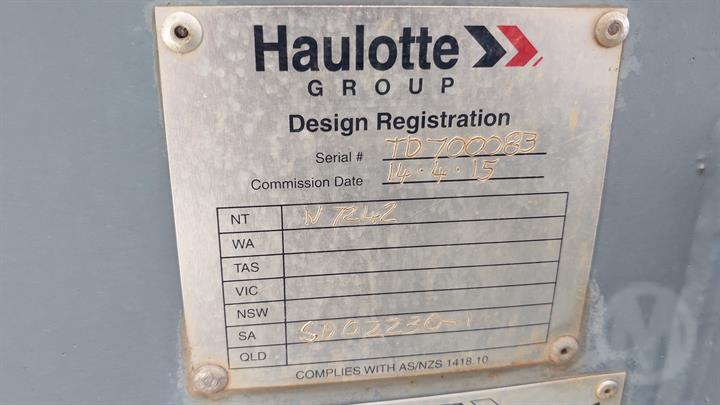 Haulotte
GROUP
Design Registration
Serial # TD700083
Commission Date 14.4.15
NT N 7242
WA
TAS
VIC
NSW
SA SD02230-1
QLD
COMPLIES WITH AS/NZS 1418.10